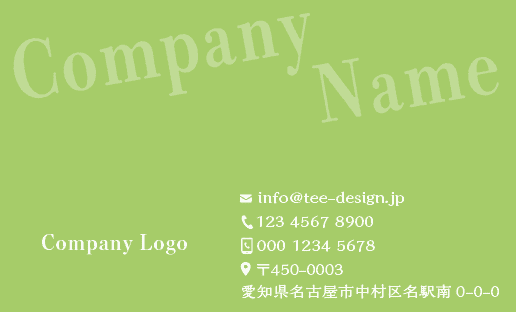 Company
Name
info@tee-design.jp
123 4567 8900
Company Logo
000 1234 5678
〒450-0003
愛知県名古屋市中村区名駅南 0-0-0